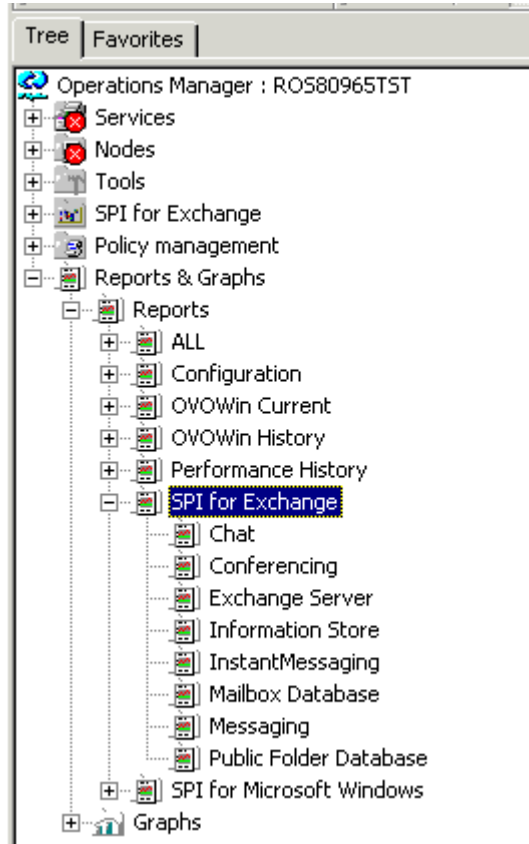 Tree Favorites
Operations Manager : ROS80965TST
Services
Nodes
Tools
SPI for Exchange
Policy management
Reports & Graphs
Reports
ALL
Configuration
OVOWin Current
OVOWin History
Performance History
SPI for Exchange
Chat
Conferencing
Exchange Server
Information Store
InstantMessaging
Mailbox Database
Messaging
Public Folder Database
SPI for Microsoft Windows
Graphs